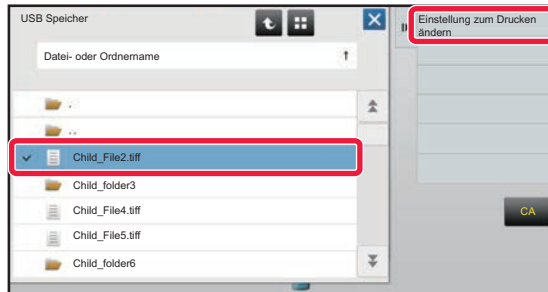 USB Speicher
Einstellung zum Drucken
ändern
Datei- oder Ordnername
.
..
Child_File2.tiff
Child_folder3
Child_File4.tiff
Child_File5.tiff
Child_folder6
CA